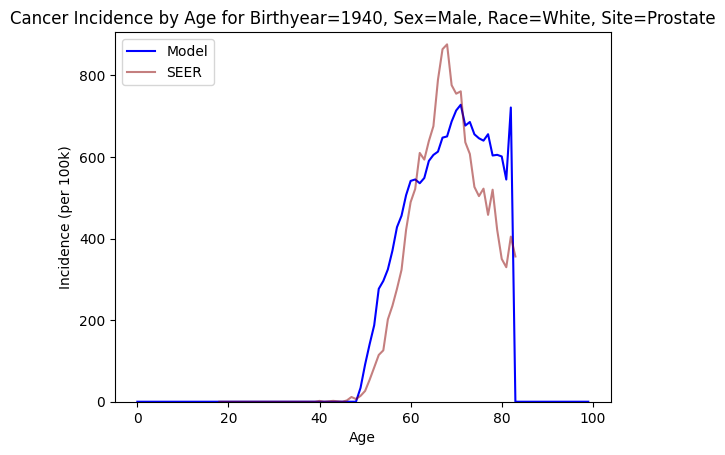 Cancer Incidence by Age for Birthyear=1940, Sex=Male, Race=White, Site=Prostate
Model
SEER
800
600
400
200
0
Incidence (per 100k)
0 20 40 60 80 100
Age